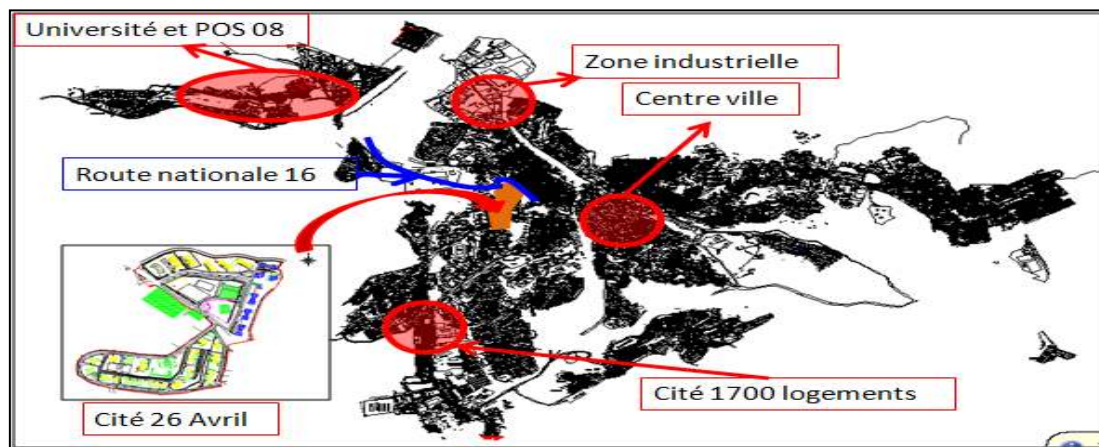 Université et POS 08
Zone industrielle
Centre ville
Route nationale 16
Cité 1700 logements
Cité 26 Avril